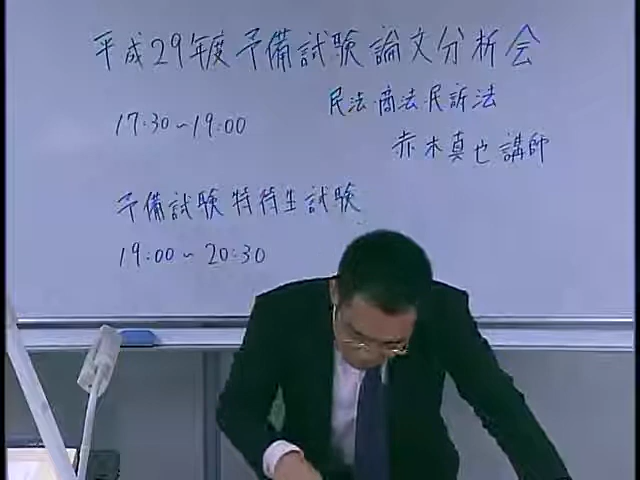 平成29年度予備試験論文分析会
民法・商法・民訴法
17:30~19:00
赤木真也講師
予備試験特待生試験
19:00~20:30